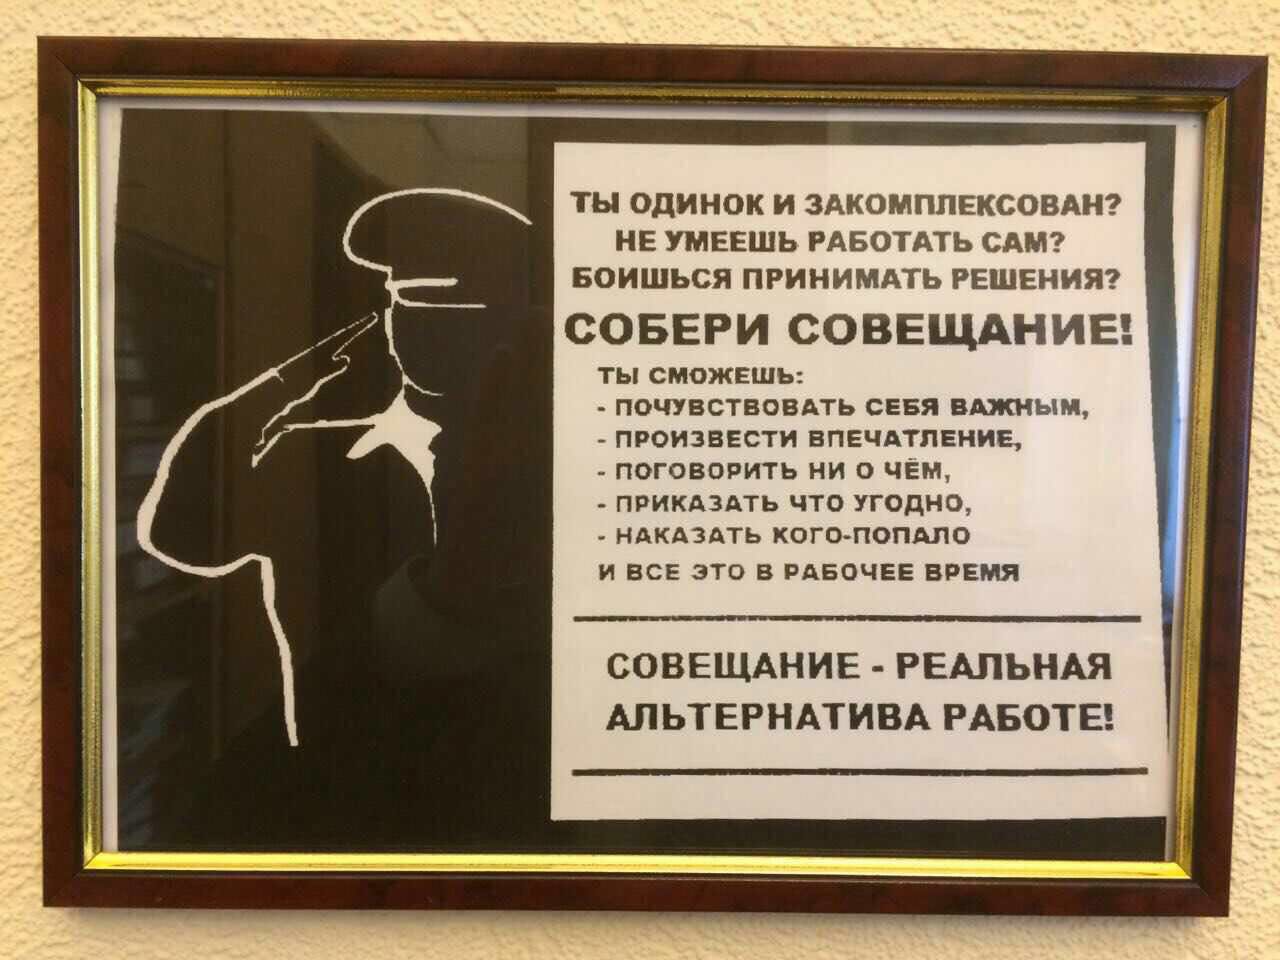 ТЫ ОДИНОК И ЗАКОМПЛЕКСОВАН?
НЕ УМЕЕШЬ РАБОТАТЬ САМ?
БОИШЬСЯ ПРИНИМАТЬ РЕШЕНИЯ?
СОБЕРИ СОВЕЩАНИЕ!
ТЫ СМОЖЕШЬ:
- ПОЧУВСТВОВАТЬ СЕБЯ ВАЖНЫМ,
- ПРОИЗВЕСТИ ВПЕЧАТЛЕНИЕ,
- ПОГОВОРИТЬ НИ О ЧЁМ,
- ПРИКАЗАТЬ ЧТО УГОДНО,
- НАКАЗАТЬ КОГО-ПОПАЛО
И ВСЕ ЭТО В РАБОЧЕЕ ВРЕМЯ
СОВЕЩАНИЕ - РЕАЛЬНАЯ
АЛЬТЕРНАТИВА РАБОТЕ!